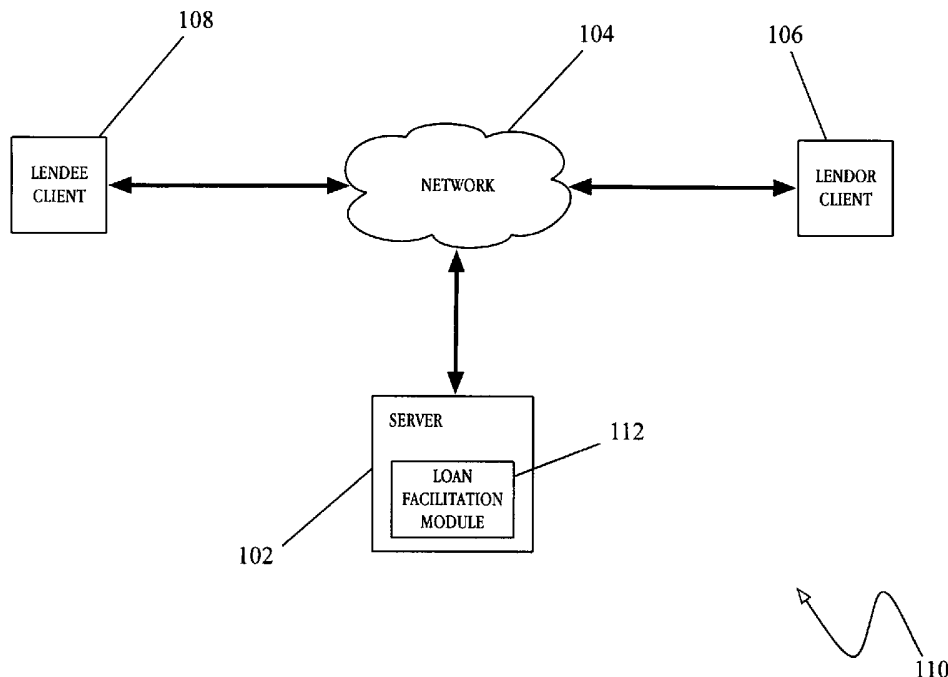 108
104
106
LENDEE
CLIENT
NETWORK
LENDOR
CLIENT
SERVER
112
LOAN
FACILITATION
MODULE
102
110